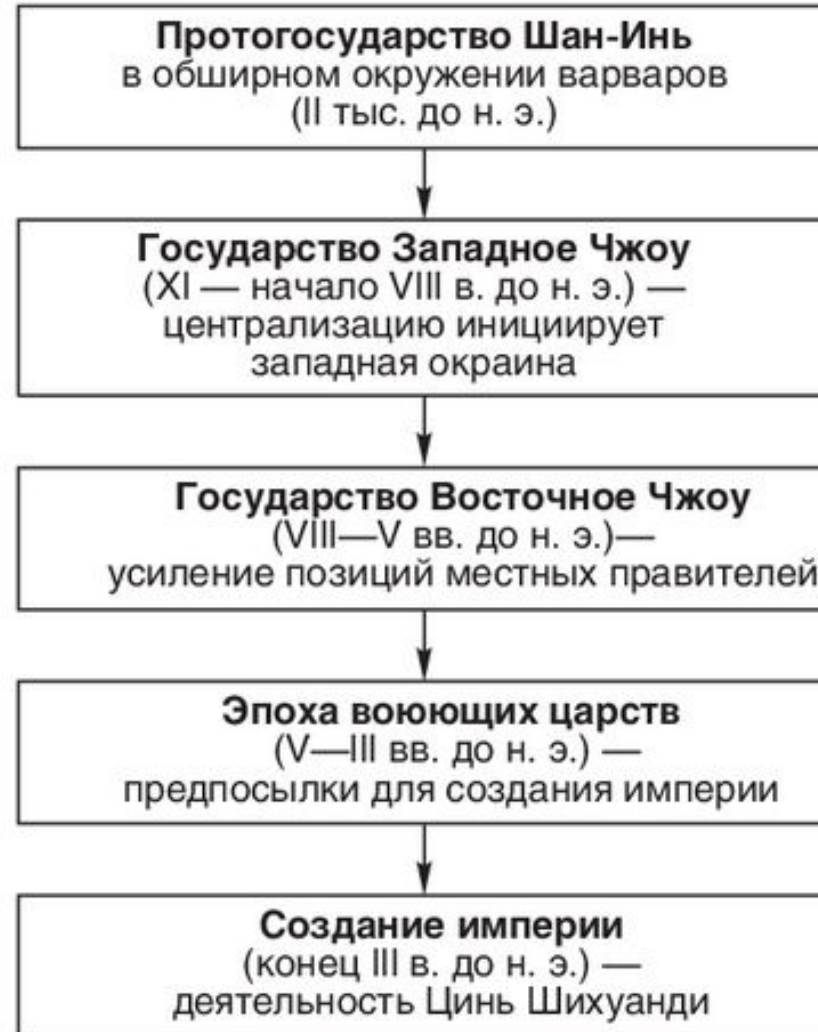 Протогосударство Шан-Инь
в обширном окружении варваров
(II тыс. до н. э.)
Государство Западное Чжоу
(XI — начало VIII в. до н. э.) —
централизацию инициирует
западная окраина
Государство Восточное Чжоу
(VIII—V вв. до н. э.)—
усиление позиций местных правителей
Эпоха воюющих царств
(V—III вв. до н. э.) —
предпосылки для создания империи
Создание империи
(конец III в. до н. э.) —
деятельность Цинь Шихуанди